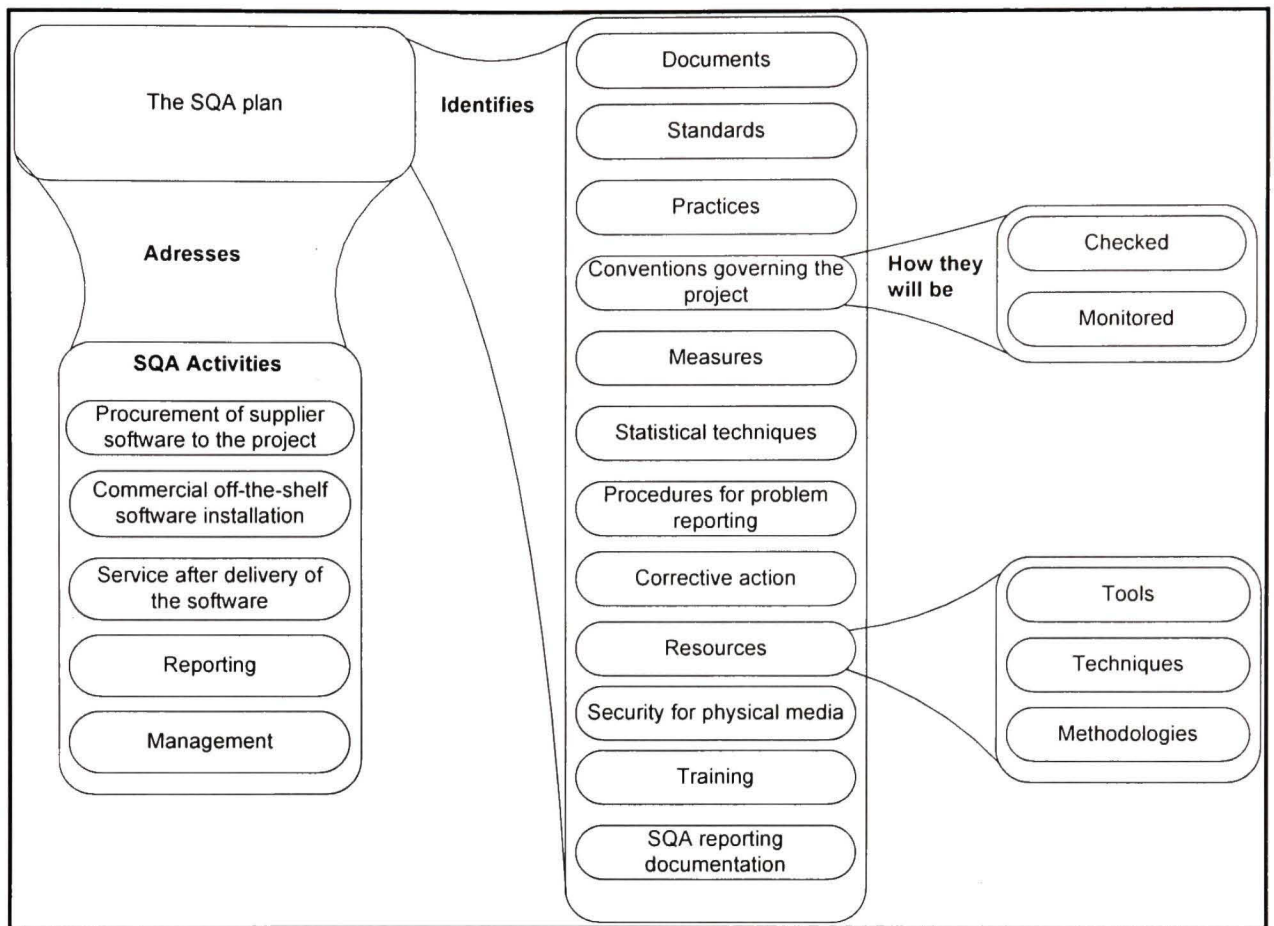 The SQA plan
Identifies
Adresses
SQA Activities
Procurement of supplier
software to the project
Commercial off-the-shelf
software installation
Service after delivery of
the software
Reporting
Management
Documents
Standards
Practices
Conventions governing the
project
Measures
Statistical techniques
Procedures for problem
reporting
Corrective action
Resources
Security for physical media
Training
SQA reporting
documentation
How they
will be
Checked
Monitored
Tools
Techniques
Methodologies